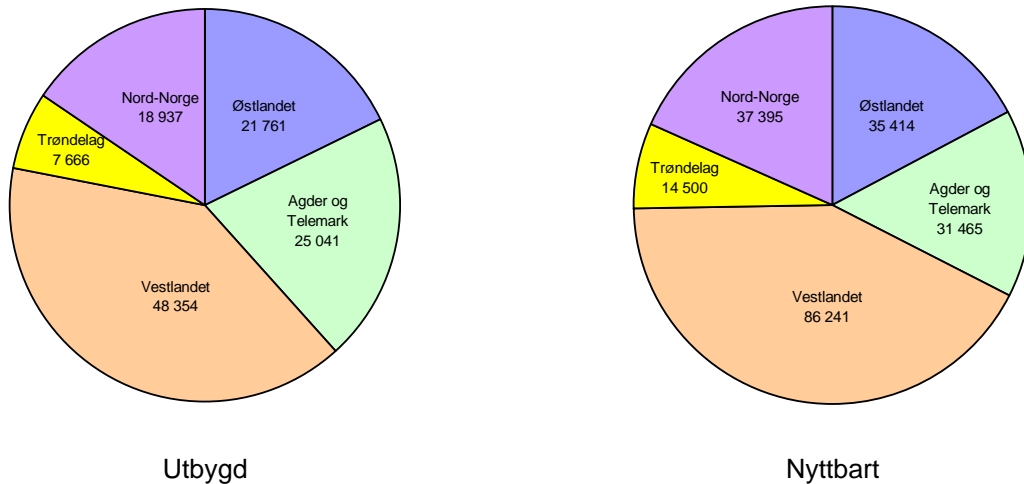 Nord-Norge
18 937
Østlandet
21 761
Trøndelag
7 666
Agder og
Telemark
25 041
Vestlandet
48 354
Utbygd
Nord-Norge
37 395
Østlandet
35 414
Trøndelag
14 500
Agder og
Telemark
31 465
Vestlandet
86 241
Nyttbart